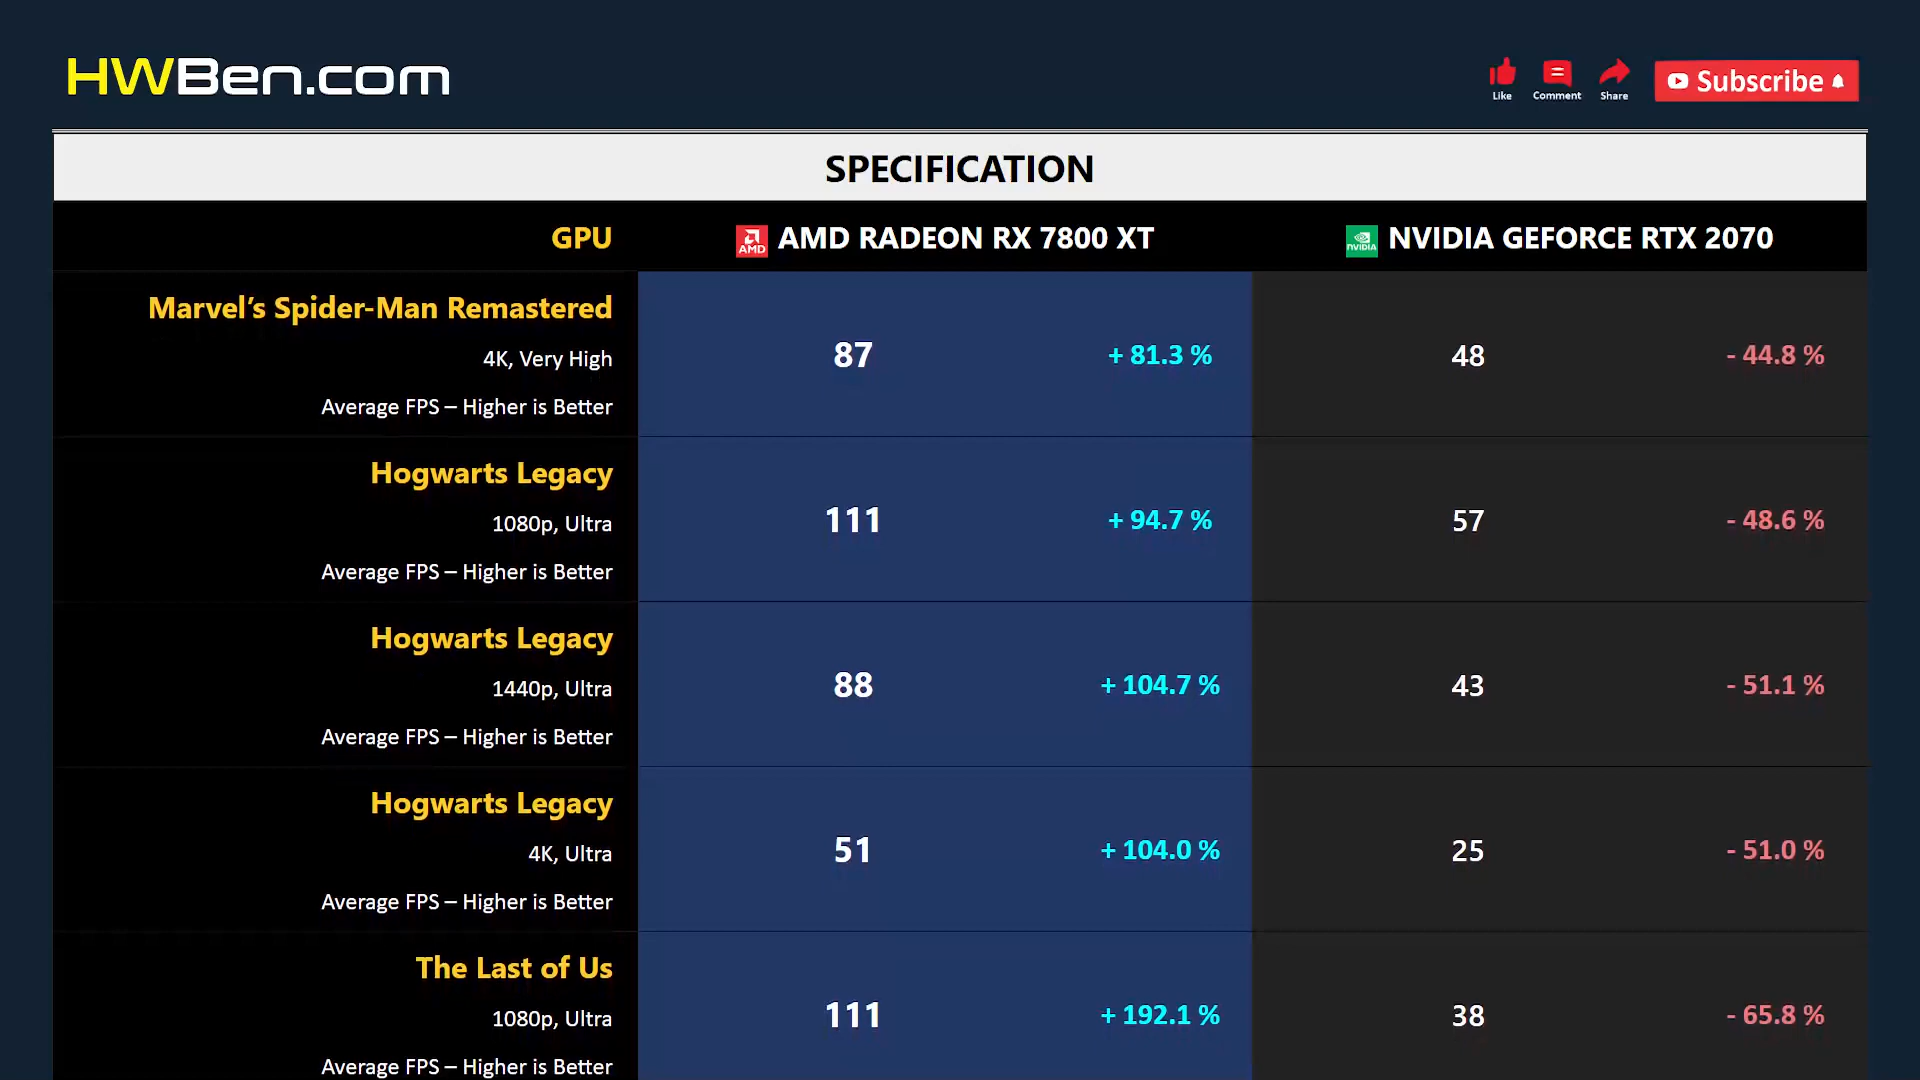 HWBen.com
Like Comment Share Subscribe
SPECIFICATION
GPU AMD AMD RADEON RX 7800 XT NVIDIA NVIDIA GEFORCE RTX 2070
Marvel’s Spider-Man Remastered
4K, Very High 87 + 81.3 % 48 - 44.8 %
Average FPS – Higher is Better
Hogwarts Legacy
1080p, Ultra 111 + 94.7 % 57 - 48.6 %
Average FPS – Higher is Better
Hogwarts Legacy
1440p, Ultra 88 + 104.7 % 43 - 51.1 %
Average FPS – Higher is Better
Hogwarts Legacy
4K, Ultra 51 + 104.0 % 25 - 51.0 %
Average FPS – Higher is Better
The Last of Us
1080p, Ultra 111 + 192.1 % 38 - 65.8 %
Average FPS – Higher is Better